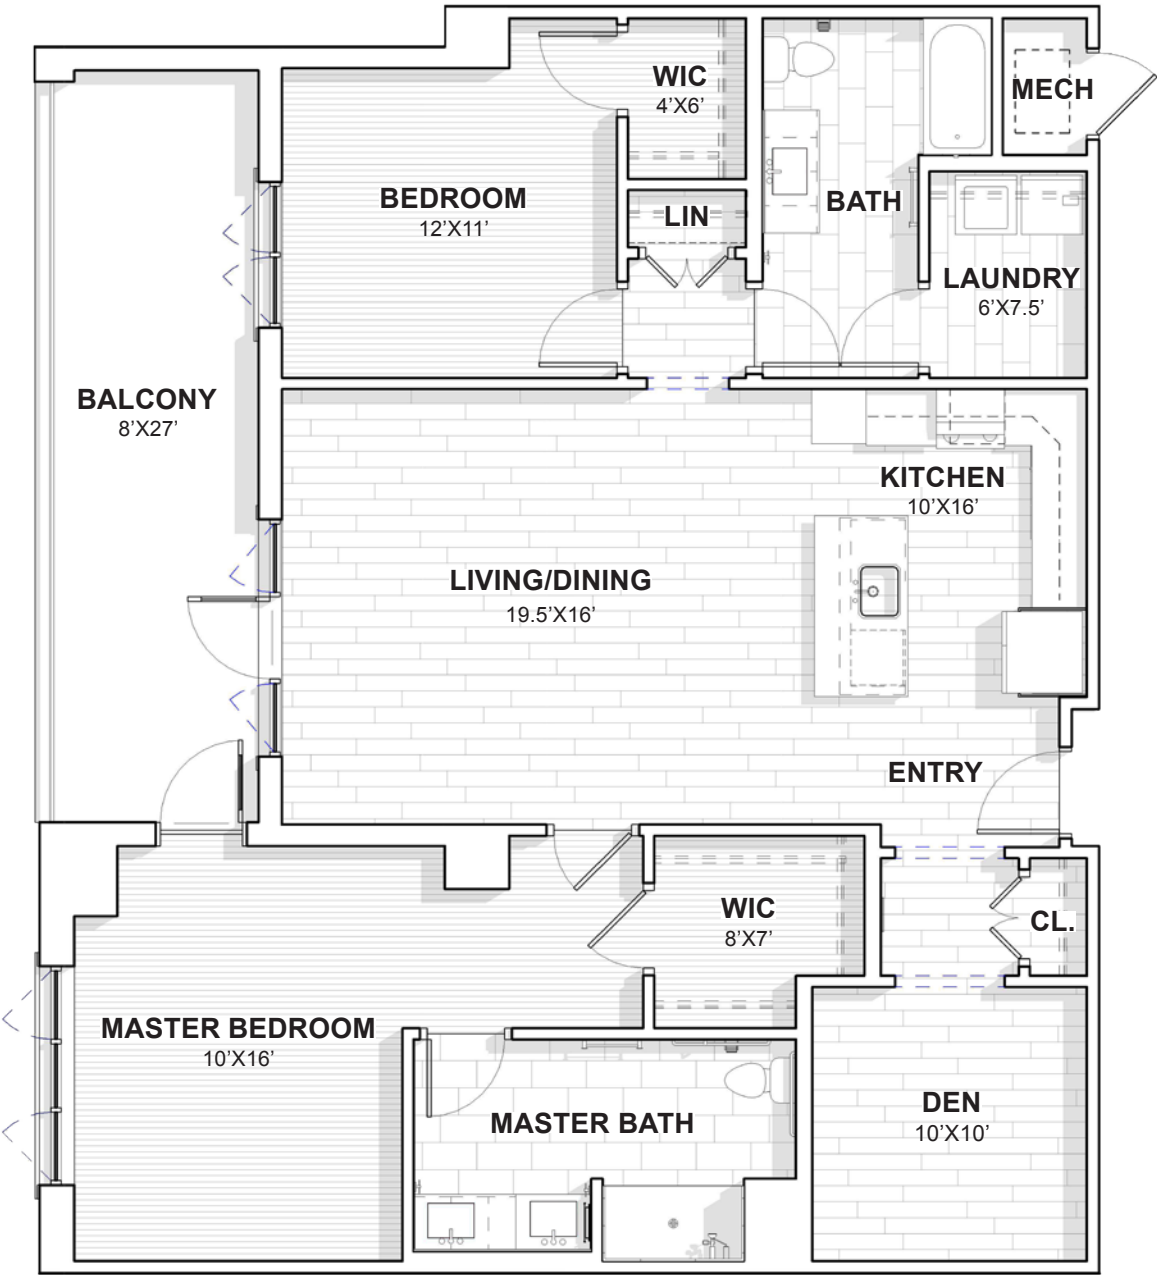 WIC
4'X6'
MECH
BEDROOM
12'X11'
LIN
BATH
LAUNDRY
6'X7.5'
BALCONY
8'X27'
KITCHEN
10'X16'
LIVING/DINING
19.5'X16'
ENTRY
WIC
8'X7'
CL.
MASTER BEDROOM
10'X16'
MASTER BATH
DEN
10'X10'